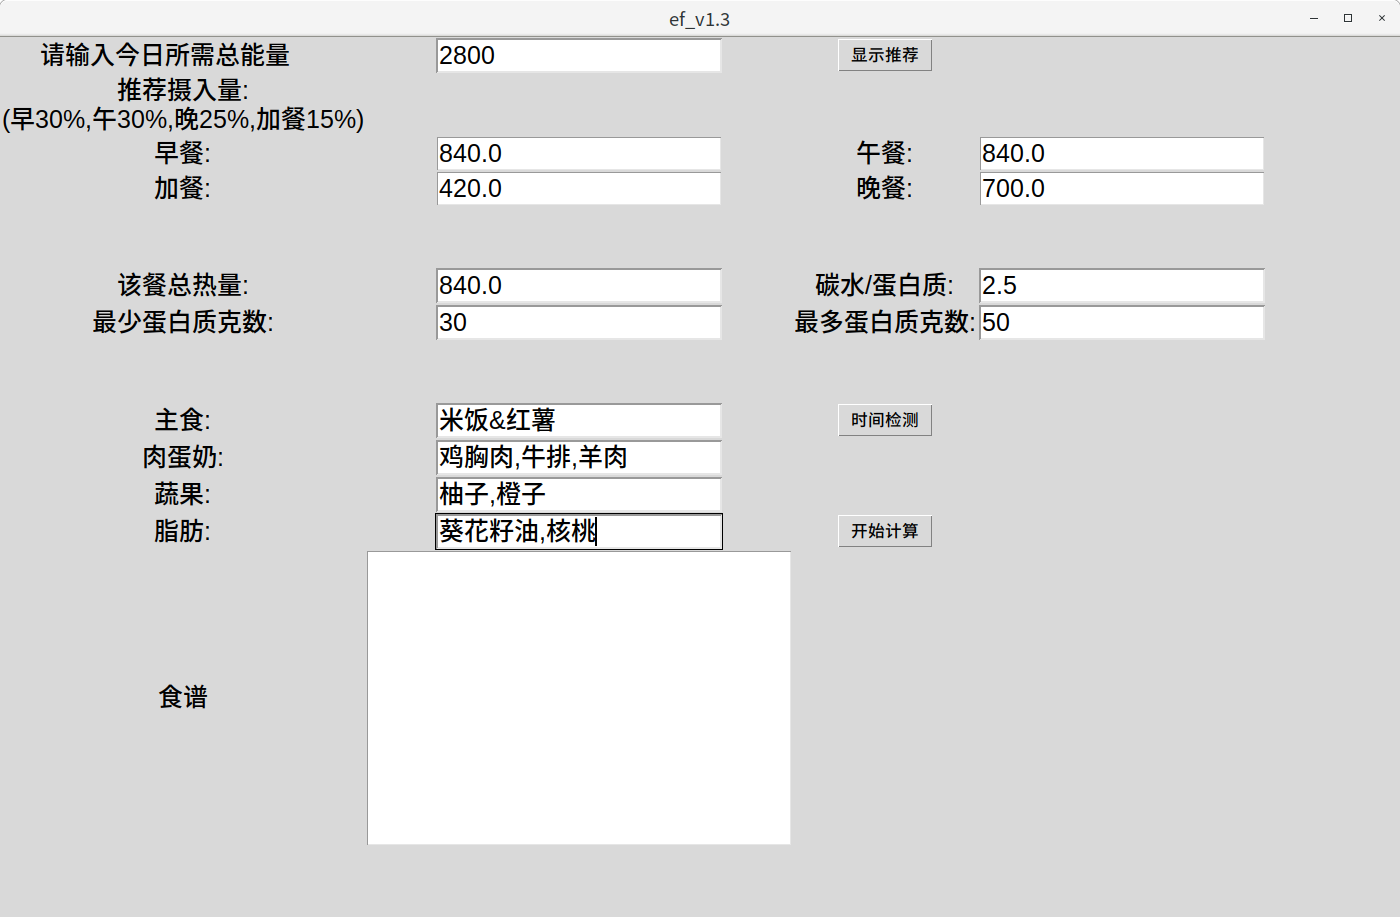 ef_v1.3
请输入今日所需总能量 2800 显示推荐
推荐摄入量:
(早30%,午30%,晚25%,加餐15%)
早餐: 840.0 午餐: 840.0
加餐: 420.0 晚餐: 700.0
该餐总热量: 840.0 碳水/蛋白质: 2.5
最少蛋白质克数: 30 最多蛋白质克数: 50
主食: 米饭&红薯 时间检测
肉蛋奶: 鸡胸肉,牛排,羊肉
蔬果: 柚子,橙子
脂肪: 葵花籽油,核桃 开始计算
食谱